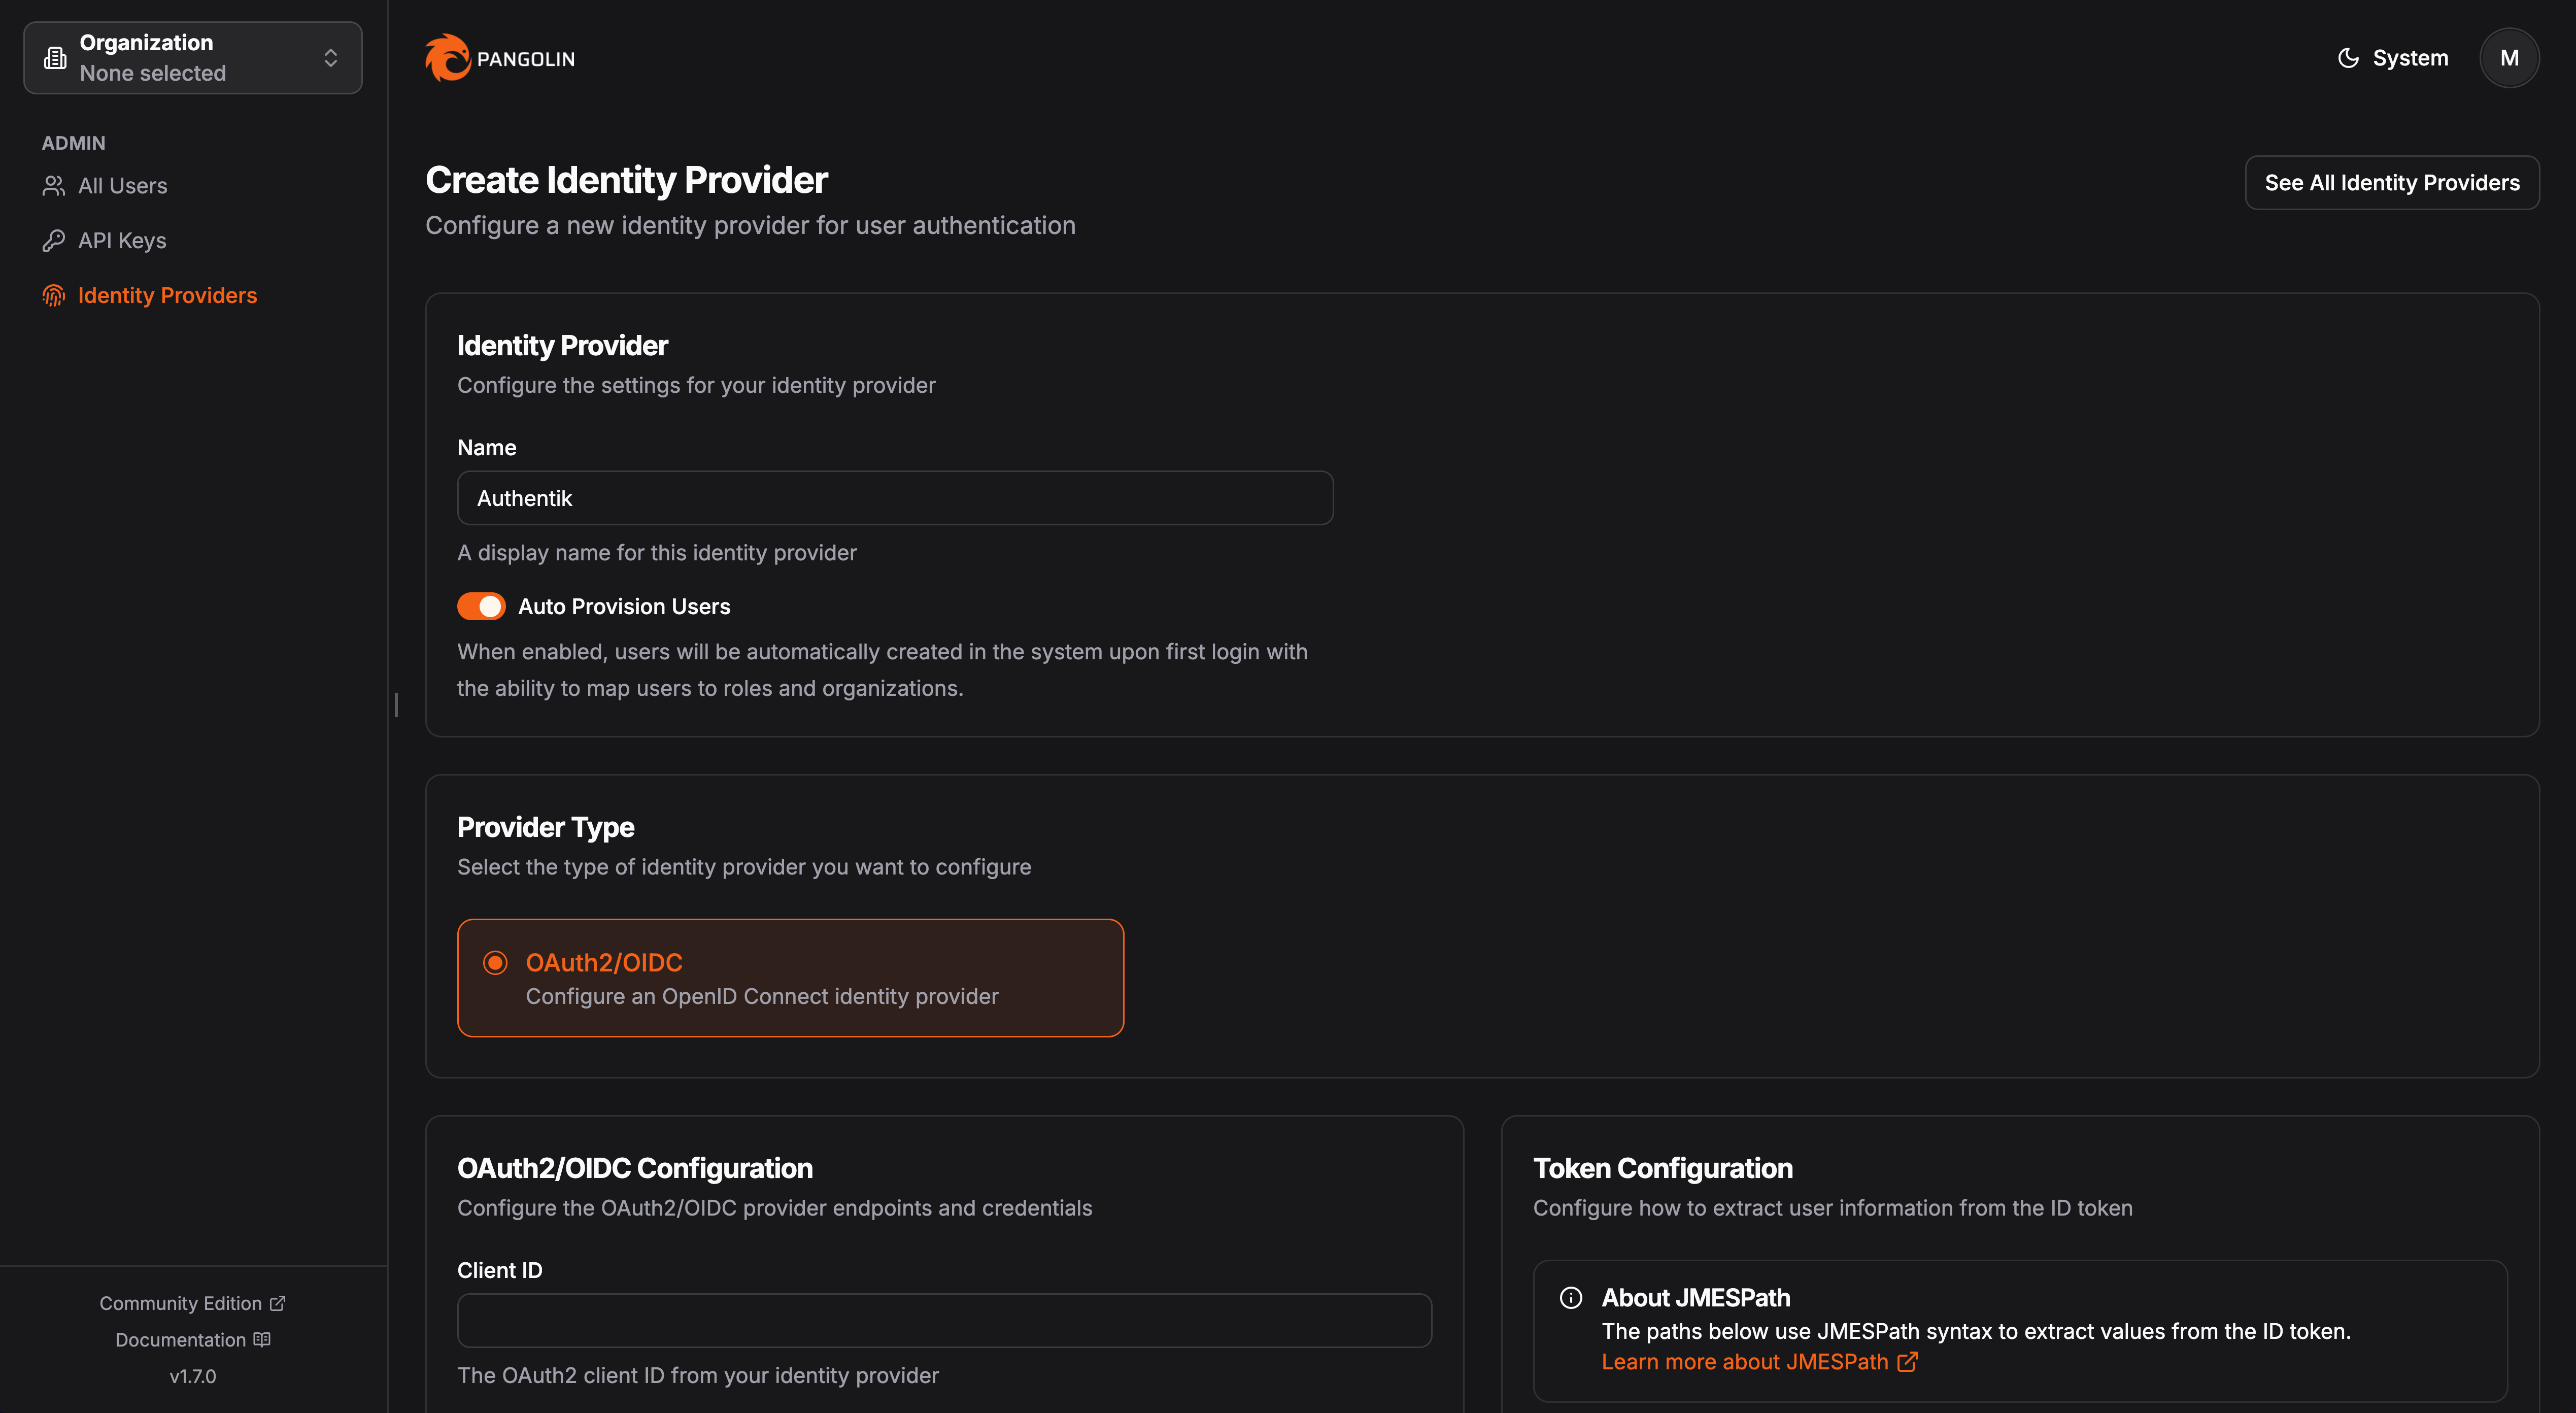 Organization
None selected
ADMIN
All Users
API Keys
Identity Providers
Community Edition
Documentation
v1.7.0
PANGOLIN
System
M
Create Identity Provider
Configure a new identity provider for user authentication
See All Identity Providers
Identity Provider
Configure the settings for your identity provider
Name
Authentik
A display name for this identity provider
Auto Provision Users
When enabled, users will be automatically created in the system upon first login with
the ability to map users to roles and organizations.
Provider Type
Select the type of identity provider you want to configure
OAuth2/OIDC
Configure an OpenID Connect identity provider
OAuth2/OIDC Configuration
Configure the OAuth2/OIDC provider endpoints and credentials
Client ID
The OAuth2 client ID from your identity provider
Token Configuration
Configure how to extract user information from the ID token
About JMESPath
The paths below use JMESPath syntax to extract values from the ID token.
Learn more about JMESPath